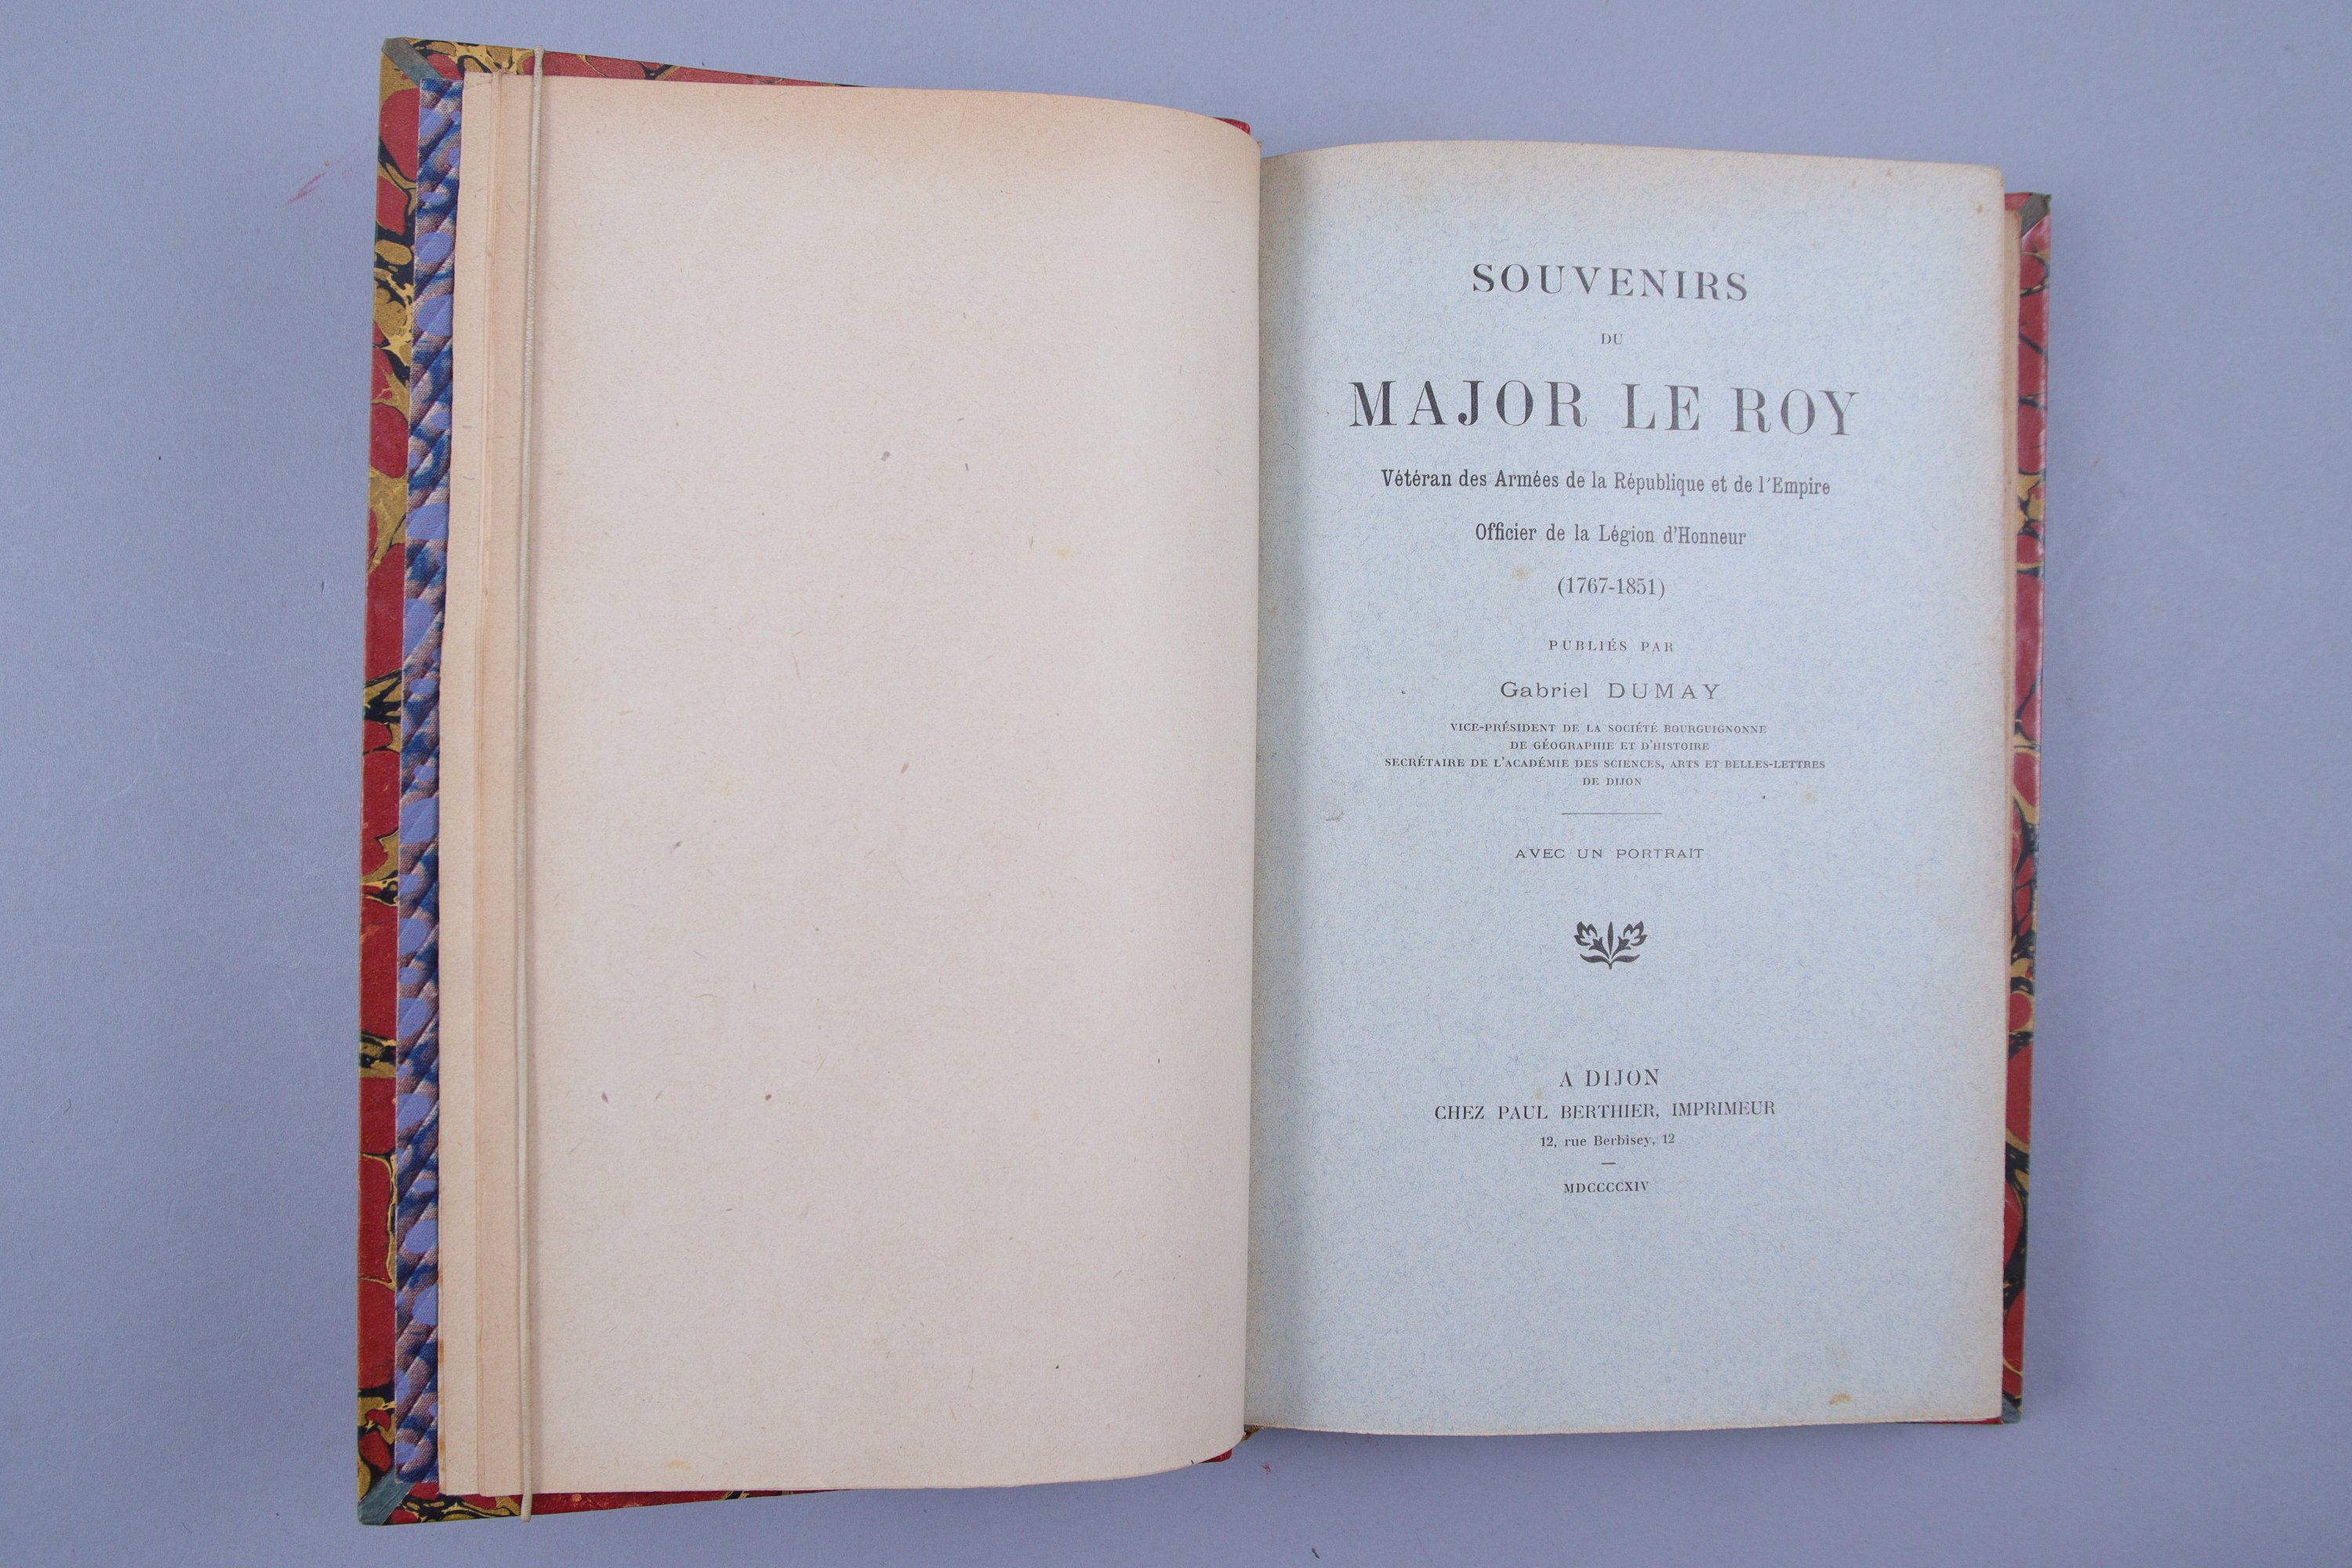 SOUVENIRS
DU
MAJOR LE ROY
Vétéran des Armées de la République et de l'Empire
Officier de la Légion d'Honneur
(1767-1851)
PUBLIÉS PAR
Gabriel DUMAY
VICE-PRÉSIDENT DE LA SOCIÉTÉ BOURGUIGNONNE
DE GÉOGRAPHIE ET D'HISTOIRE
SECRÉTAIRE DE L'ACADÉMIE DES SCIENCES, ARTS ET BELLES-LETTRES
DE DIJON
AVEC UN PORTRAIT
A DIJON
CHEZ PAUL BERTHIER, IMPRIMEUR
12, rue Berbisey, 12
MDCCCCXIV